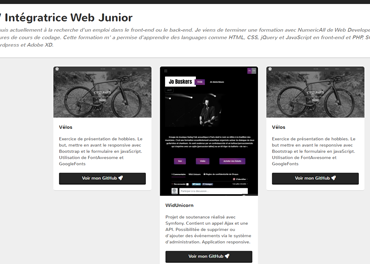 / Intégratrice Web Junior
suis actuellement à la recherche d'un emploi dans le front-end ou le back-end. Je viens de terminer une formation avec NumericAll de Web Develope
ures de cours de codage. Cette formation m' a permise d'apprendre des languages comme HTML, CSS, jQuery et JavaScript en front-end et PHP, S
rdpress et Adobe XD.
Vélos
Exercice de présentation de hobbies. Le
but, mettre en avant le responsive avec
Bootstrap et le formulaire en javaScript.
Utilisation de FontAwesome et
GoogleFonts
Voir mon GitHub
Jo Buskers
WidUnicorn
Projet de soutenance réalisé avec
Symfony. Contient un appel Ajax et une
API. Possibilitée de supprimer ou
d'ajouter des événements via le système
d'administration. Application responsive.
Voir mon GitHub
Vélos
Exercice de présentation de hobbies. Le
but, mettre en avant le responsive avec
Bootstrap et le formulaire en javaScript.
Utilisation de FontAwesome et
GoogleFonts
Voir mon GitHub